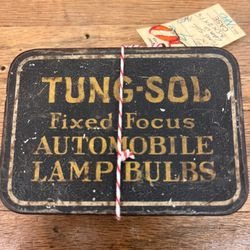 TUNG-SOL
Fixed Focus
AUTOMOBILE
LAMP BULBS